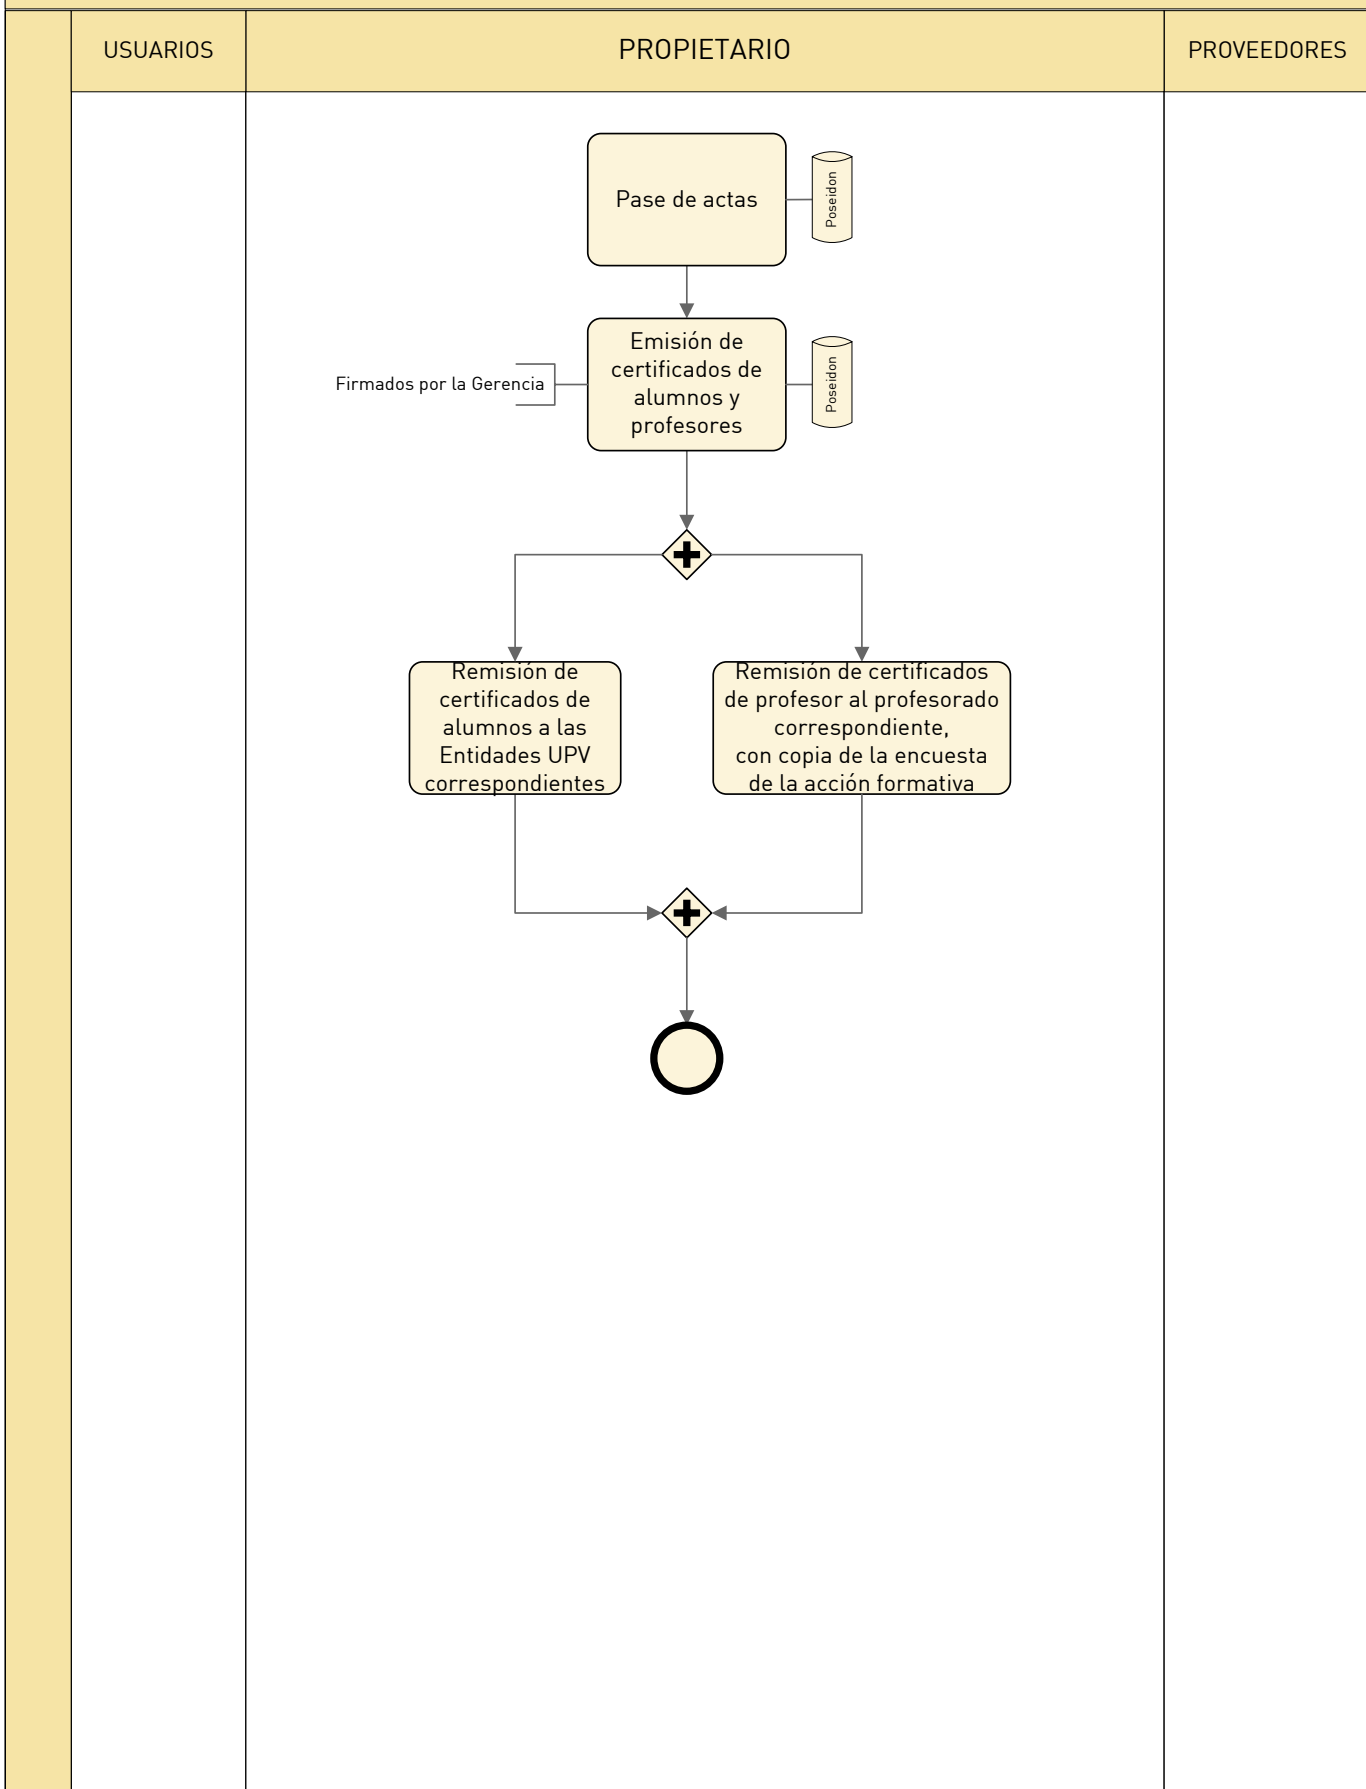 USUARIOS
PROPIETARIO
PROVEEDORES
Pase de actas
Poseidon
Firmados por la Gerencia
Emisión de
certificados de
alumnos y
profesores
Poseidon
Remisión de
certificados de
alumnos a las
Entidades UPV
correspondientes
Remisión de certificados
de profesor al profesorado
correspondiente,
con copia de la encuesta
de la acción formativa